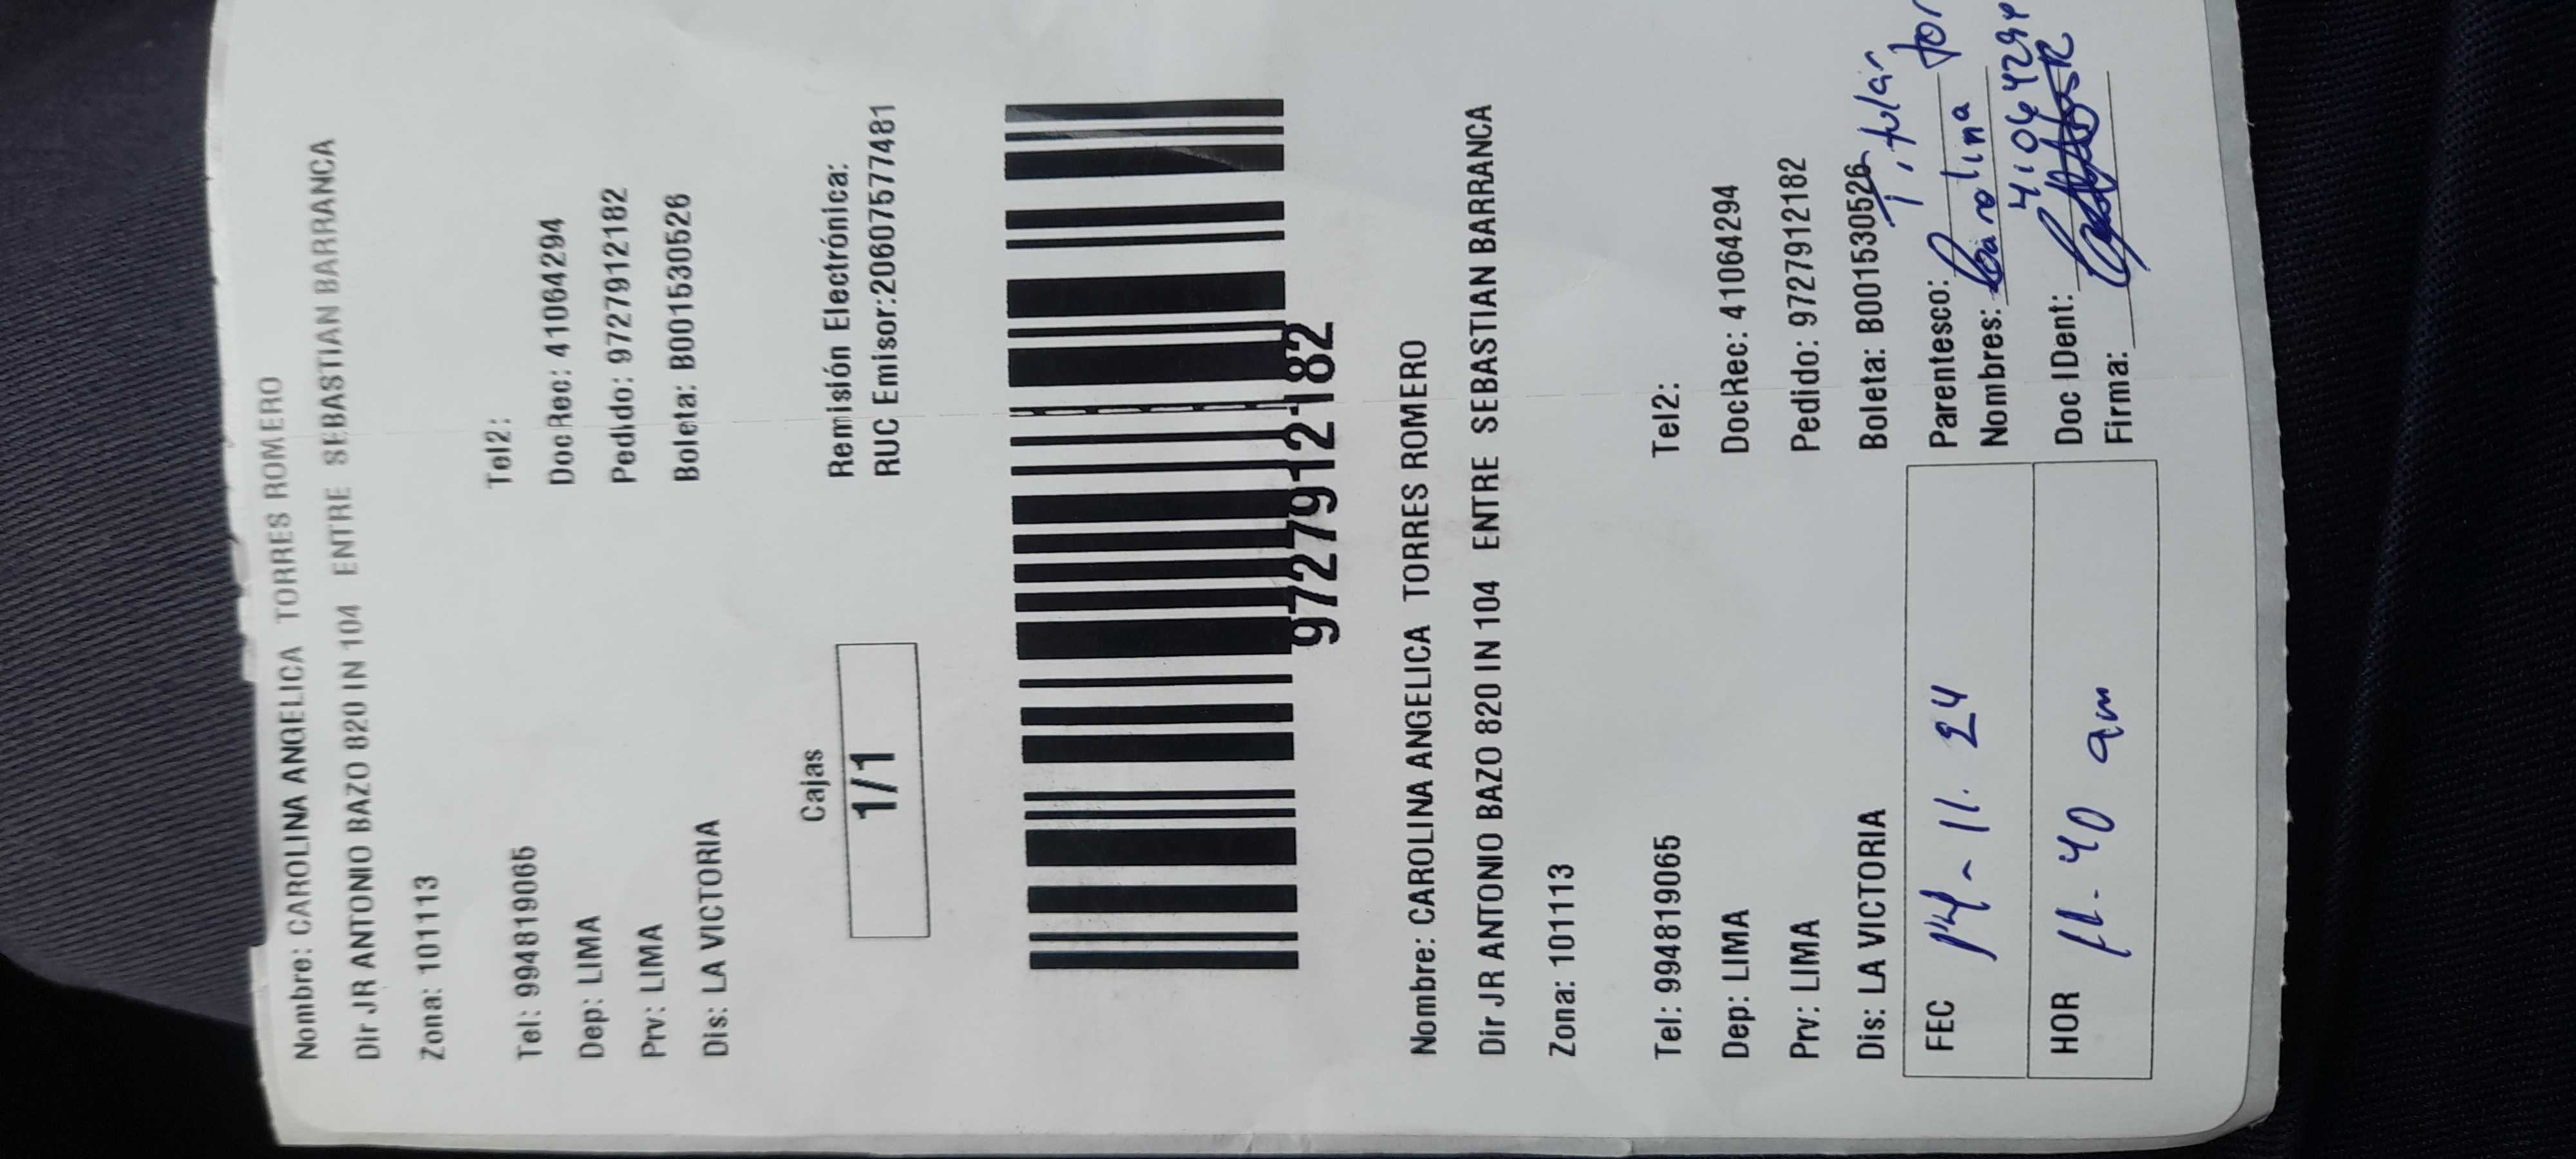 Nombre: CAROLINA ANGELICA TORRES ROMERO
Dir JR ANTONIO BAZO 820 IN 104 ENTRE SEBASTIAN BARRANCA
Zona: 101113
Tel: 994819065 Tel2:
Dep: LIMA DocRec: 41064294
Prv: LIMA Pedido: 9727912182
Dis: LA VICTORIA Boleta: B001530526
Cajas Remisión Electrónica:
1/1 RUC Emisor:20607577481
9727912182
Nombre: CAROLINA ANGELICA TORRES ROMERO
Dir JR ANTONIO BAZO 820 IN 104 ENTRE SEBASTIAN BARRANCA
Zona: 101113
Tel: 994819065 Tel2:
Dep: LIMA DocRec: 41064294
Prv: LIMA Pedido: 9727912182
Dis: LA VICTORIA Boleta: B001530526
FEC 14-11.24 Parentesco: Titular
Nombres: Carolina Tor
HOR 11-40 am Doc IDent: 41064294
Firma: